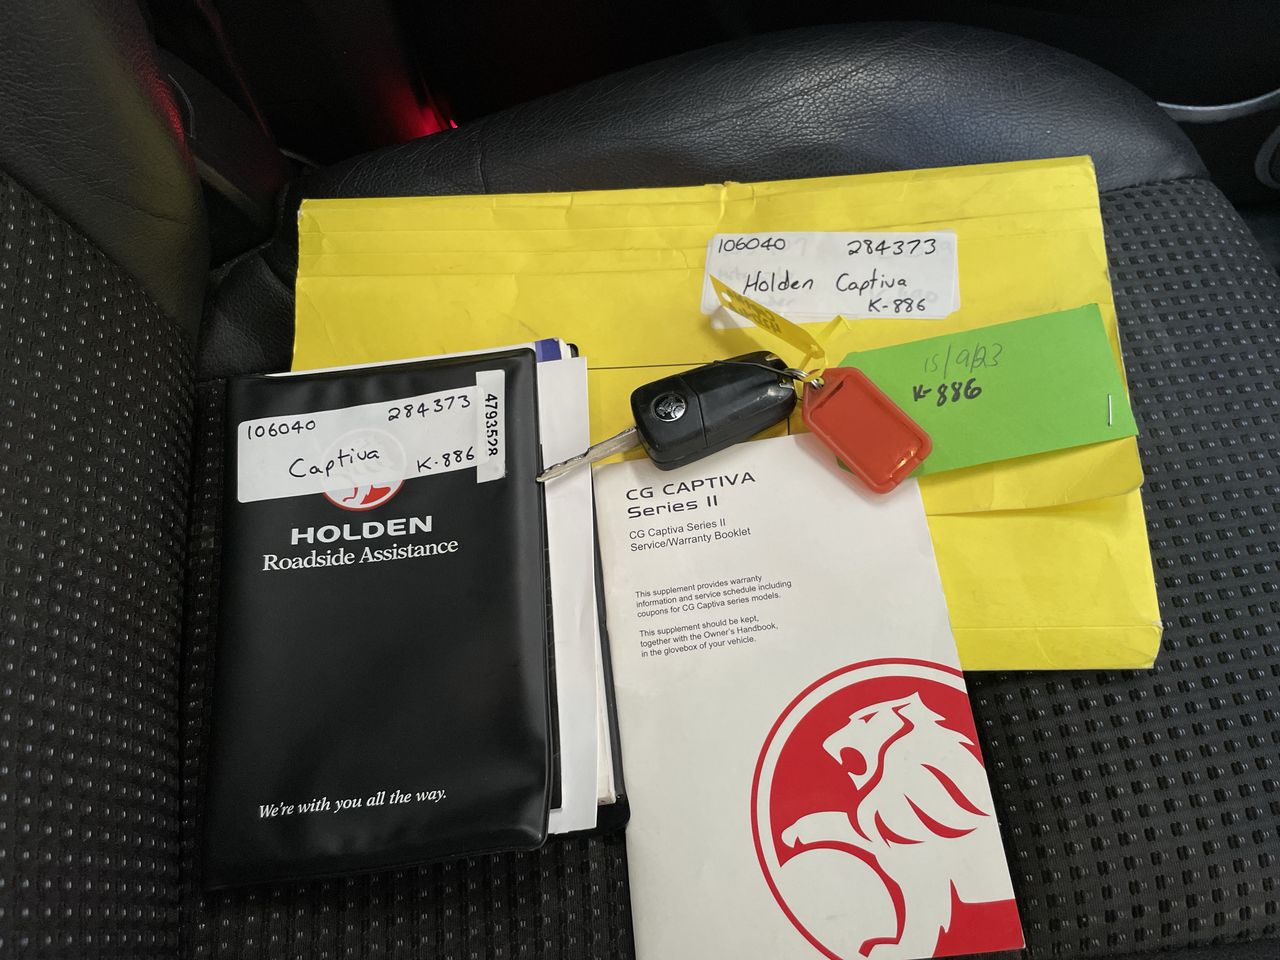 106040 284373
Holden Captiva
K-886
15/9/23
K-886
106040 284373
Captiva K-886
4793528
HOLDEN
Roadside Assistance
We're with you all the way.
CG CAPTIVA
Series II
CG Captiva Series II
Service/Warranty Booklet
This supplement provides warranty
information and service schedule including
coupons for CG Captiva series models.
This supplement should be kept,
together with the Owner's Handbook,
in the glovebox of your vehicle.